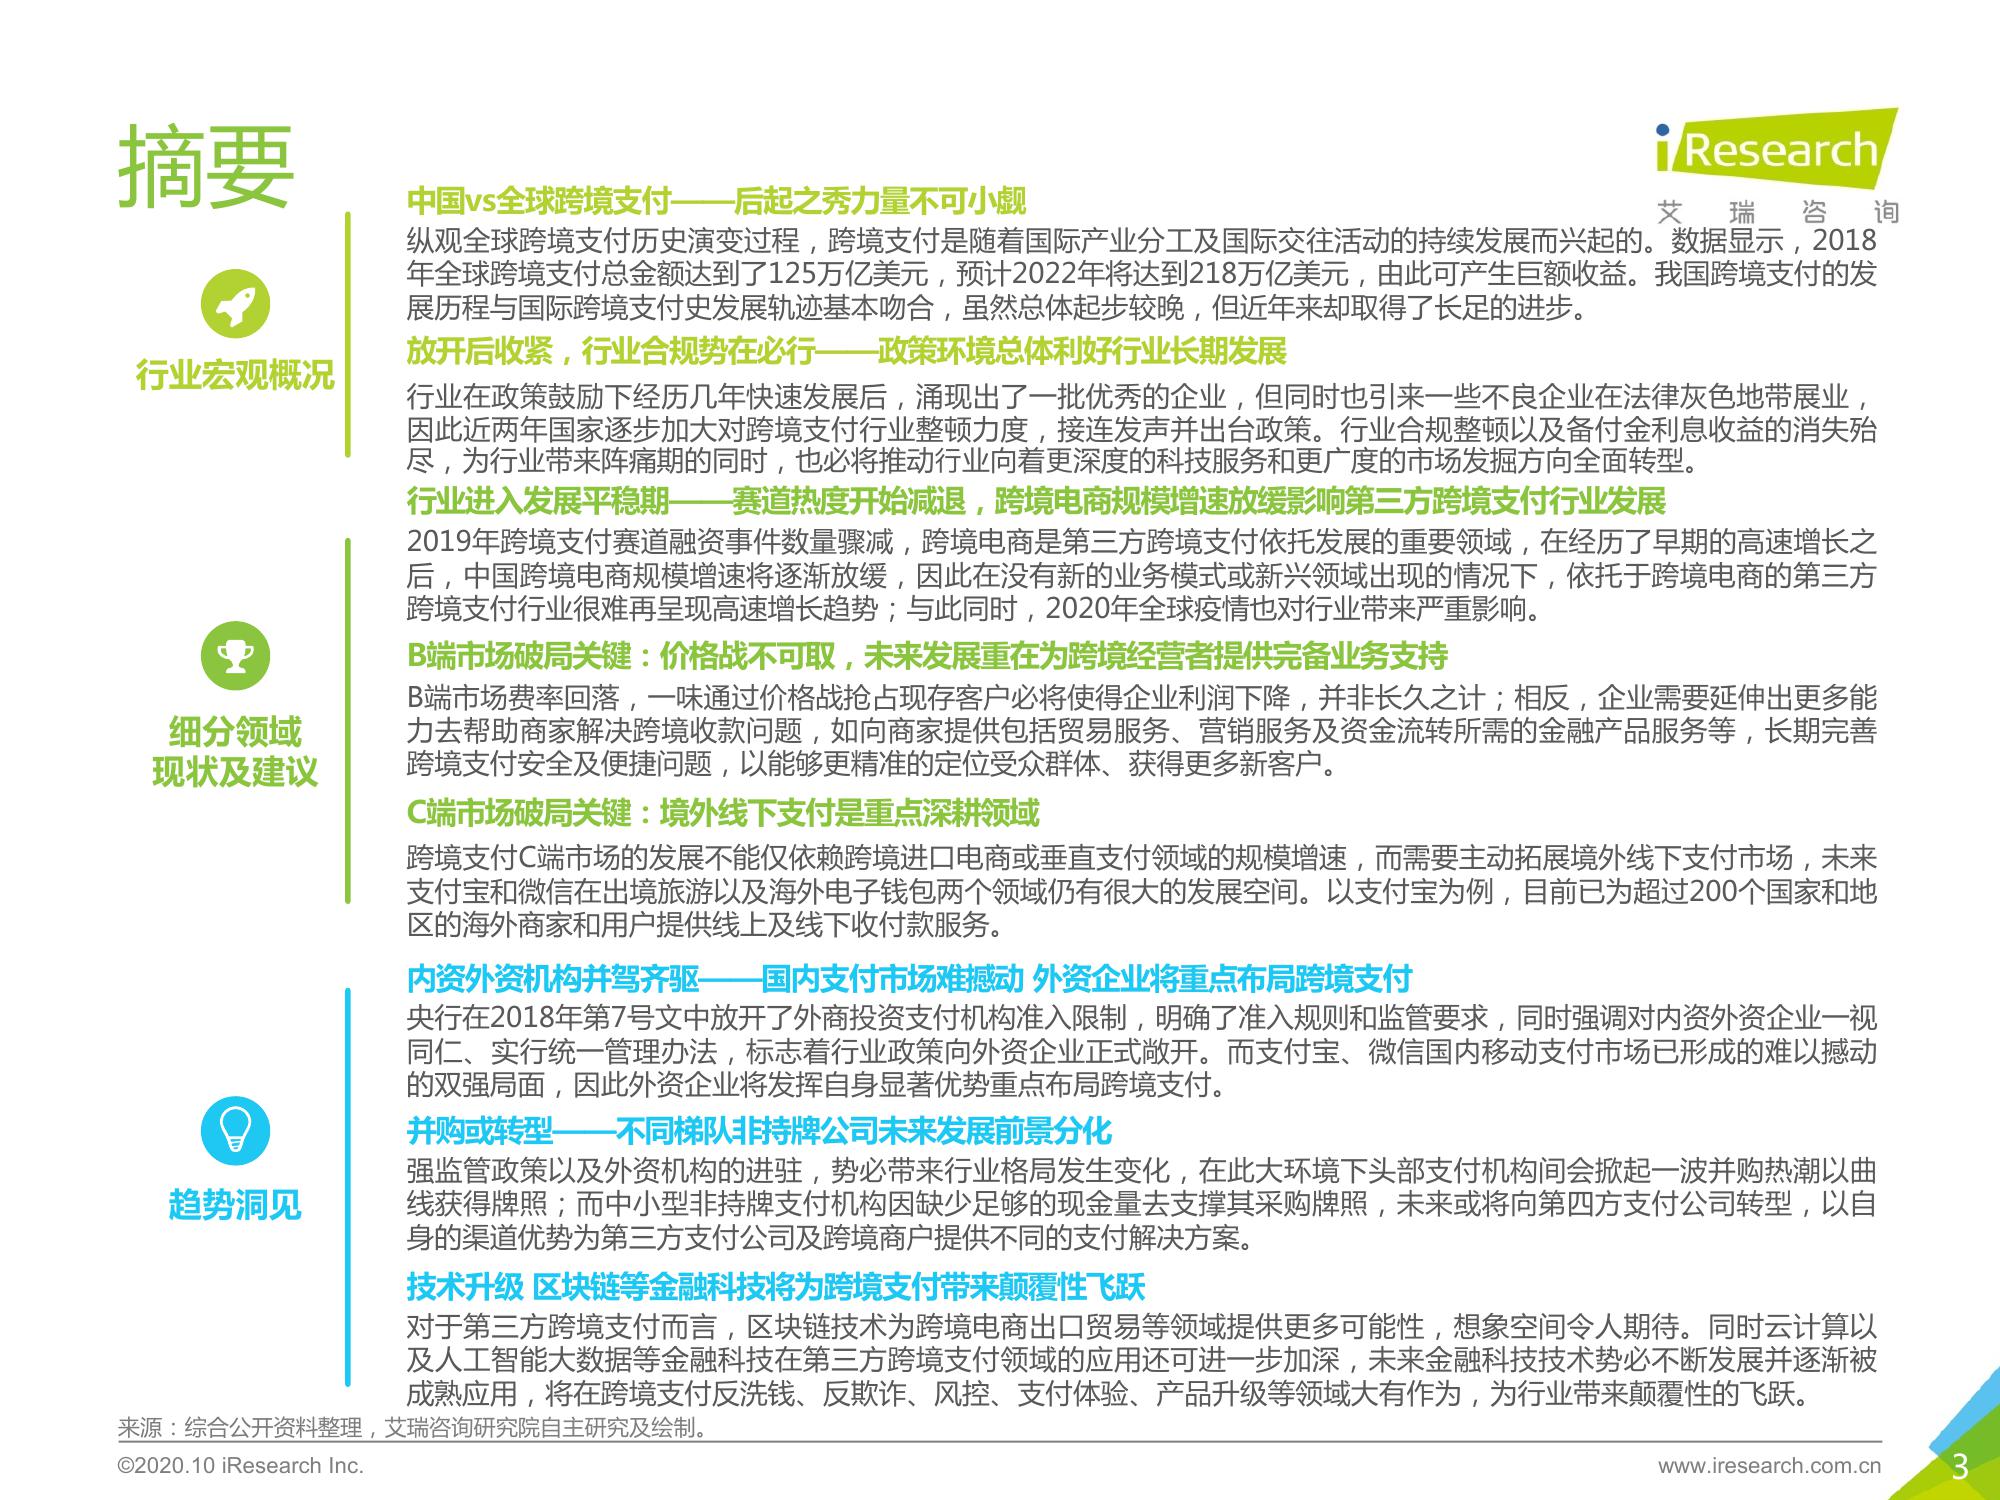 摘要
iResearch
艾 瑞 咨 询
行业宏观概况
中国vs全球跨境支付——后起之秀力量不可小觑
纵观全球跨境支付历史演变过程，跨境支付是随着国际产业分工及国际交往活动的持续发展而兴起的。数据显示，2018
年全球跨境支付总金额达到了125万亿美元，预计2022年将达到218万亿美元，由此可产生巨额收益。我国跨境支付的发
展历程与国际跨境支付史发展轨迹基本吻合，虽然总体起步较晚，但近年来却取得了长足的进步。
放开后收紧，行业合规势在必行——政策环境总体利好行业长期发展
行业在政策鼓励下经历几年快速发展后，涌现出了一批优秀的企业，但同时也引来一些不良企业在法律灰色地带展业，
因此近两年国家逐步加大对跨境支付行业整顿力度，接连发声并出台政策。行业合规整顿以及备付金利息收益的消失殆
尽，为行业带来阵痛期的同时，也必将推动行业向着更深度的科技服务和更广度的市场发掘方向全面转型。
细分领域
现状及建议
行业进入发展平稳期——赛道热度开始减退，跨境电商规模增速放缓影响第三方跨境支付行业发展
2019年跨境支付赛道融资事件数量骤减，跨境电商是第三方跨境支付依托发展的重要领域，在经历了早期的高速增长之
后，中国跨境电商规模增速将逐渐放缓，因此在没有新的业务模式或新兴领域出现的情况下，依托于跨境电商的第三方
跨境支付行业很难再呈现高速增长趋势；与此同时，2020年全球疫情也对行业带来严重影响。
B端市场破局关键：价格战不可取，未来发展重在为跨境经营者提供完备业务支持
B端市场费率回落，一味通过价格战抢占现存客户必将使得企业利润下降，并非长久之计；相反，企业需要延伸出更多能
力去帮助商家解决跨境收款问题，如向商家提供包括贸易服务、营销服务及资金流转所需的金融产品服务等，长期完善
跨境支付安全及便捷问题，以能够更精准的定位受众群体、获得更多新客户。
C端市场破局关键：境外线下支付是重点深耕领域
跨境支付C端市场的发展不能仅依赖跨境进口电商或垂直支付领域的规模增速，而需要主动拓展境外线下支付市场，未来
支付宝和微信在出境旅游以及海外电子钱包两个领域仍有很大的发展空间。以支付宝为例，目前已为超过200个国家和地
区的海外商家和用户提供线上及线下收付款服务。
趋势洞见
内资外资机构并驾齐驱——国内支付市场难撼动 外资企业将重点布局跨境支付
央行在2018年第7号文中放开了外商投资支付机构准入限制，明确了准入规则和监管要求，同时强调对内资外资企业一视
同仁、实行统一管理办法，标志着行业政策向外资企业正式敞开。而支付宝、微信国内移动支付市场已形成的难以撼动
的双强局面，因此外资企业将发挥自身显著优势重点布局跨境支付。
并购或转型——不同梯队非持牌公司未来发展前景分化
强监管政策以及外资机构的进驻，势必带来行业格局发生变化，在此大环境下头部支付机构间会掀起一波并购热潮以曲
线获得牌照；而中小型非持牌支付机构因缺少足够的现金量去支撑其采购牌照，未来或将向第四方支付公司转型，以自
身的渠道优势为第三方支付公司及跨境商户提供不同的支付解决方案。
技术升级 区块链等金融科技将为跨境支付带来颠覆性飞跃
对于第三方跨境支付而言，区块链技术为跨境电商出口贸易等领域提供更多可能性，想象空间令人期待。同时云计算以
及人工智能大数据等金融科技在第三方跨境支付领域的应用还可进一步加深，未来金融科技技术势必不断发展并逐渐被
成熟应用，将在跨境支付反洗钱、反欺诈、风控、支付体验、产品升级等领域大有作为，为行业带来颠覆性的飞跃。
来源：综合公开资料整理，艾瑞咨询研究院自主研究及绘制。
©2020.10 iResearch Inc.
www.iresearch.com.cn
3